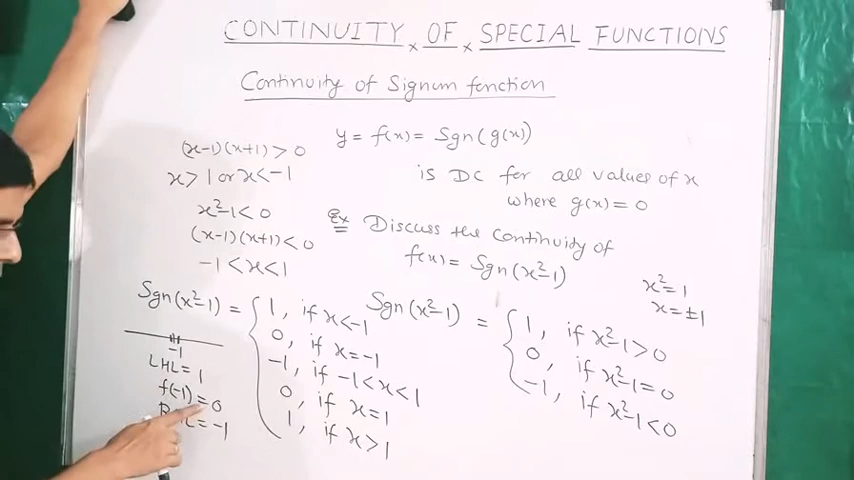 CONTINUITY OF SPECIAL FUNCTIONS
Continuity of Signum function
y = f(x) = Sgn(g(x))
is DC for all values of x
where g(x) = 0
(x-1)(x+1) > 0
x > 1 or x < -1
x²-1 < 0
(x-1)(x+1) < 0
-1 < x < 1
Ex Discuss the continuity of
f(x) = Sgn(x²-1)
x² = 1
x = ±1
Sgn(x²-1) = { 1, if x < -1
0, if x = -1
-1, if -1 < x < 1
0, if x = 1
1, if x > 1
Sgn(x²-1) = { 1, if x²-1 > 0
0, if x²-1 = 0
-1, if x²-1 < 0
-1
LHL = 1
f(-1) = 0
= -1